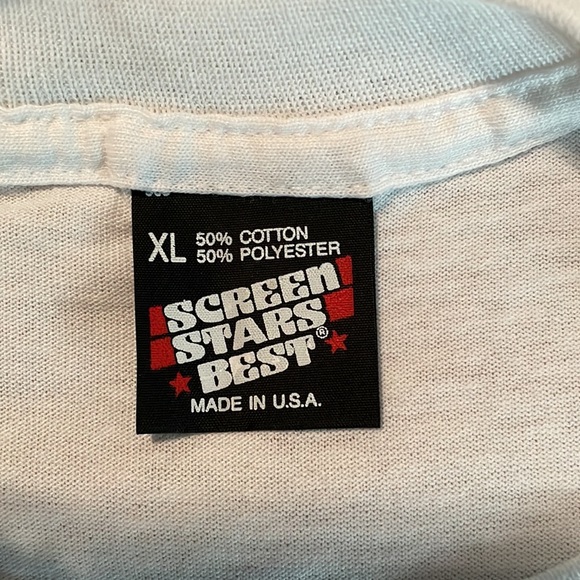 XL 50% COTTON
50% POLYESTER
SCREEN
STARS
BEST®
MADE IN U.S.A.